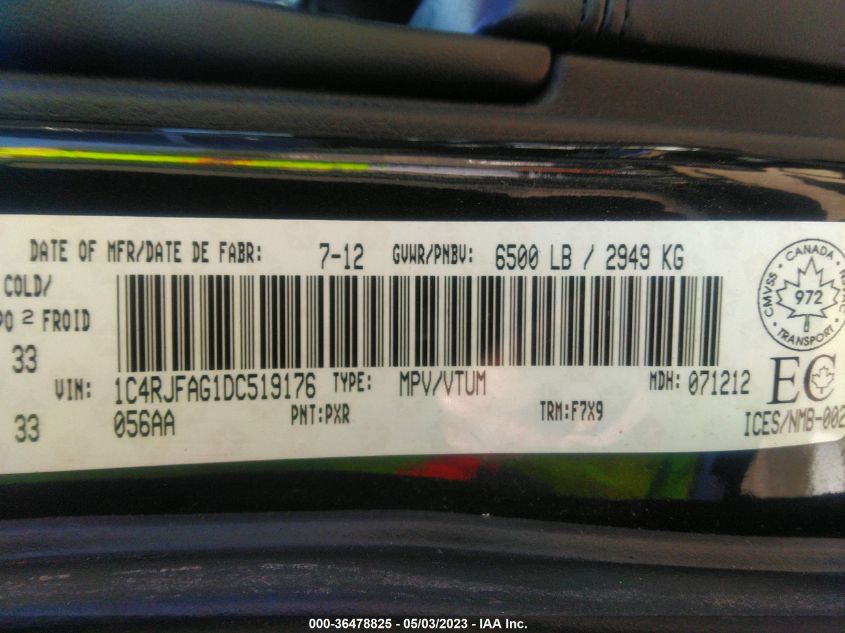 DATE OF MFR/DATE DE FABR: 7-12 GVWR/PNBV: 6500 LB / 2949 KG
COLD/
90 2 FROID
33
VIN: 1C4RJFAG1DC519176 TYPE: MPV/VTUM MDH: 071212
33 056AA PNT:PXR TRM:F7X9
CANADA
CMVSS
972
TRANSPORT
EC
ICES/NMB-002
000-36478825 - 05/03/2023 - IAA Inc.